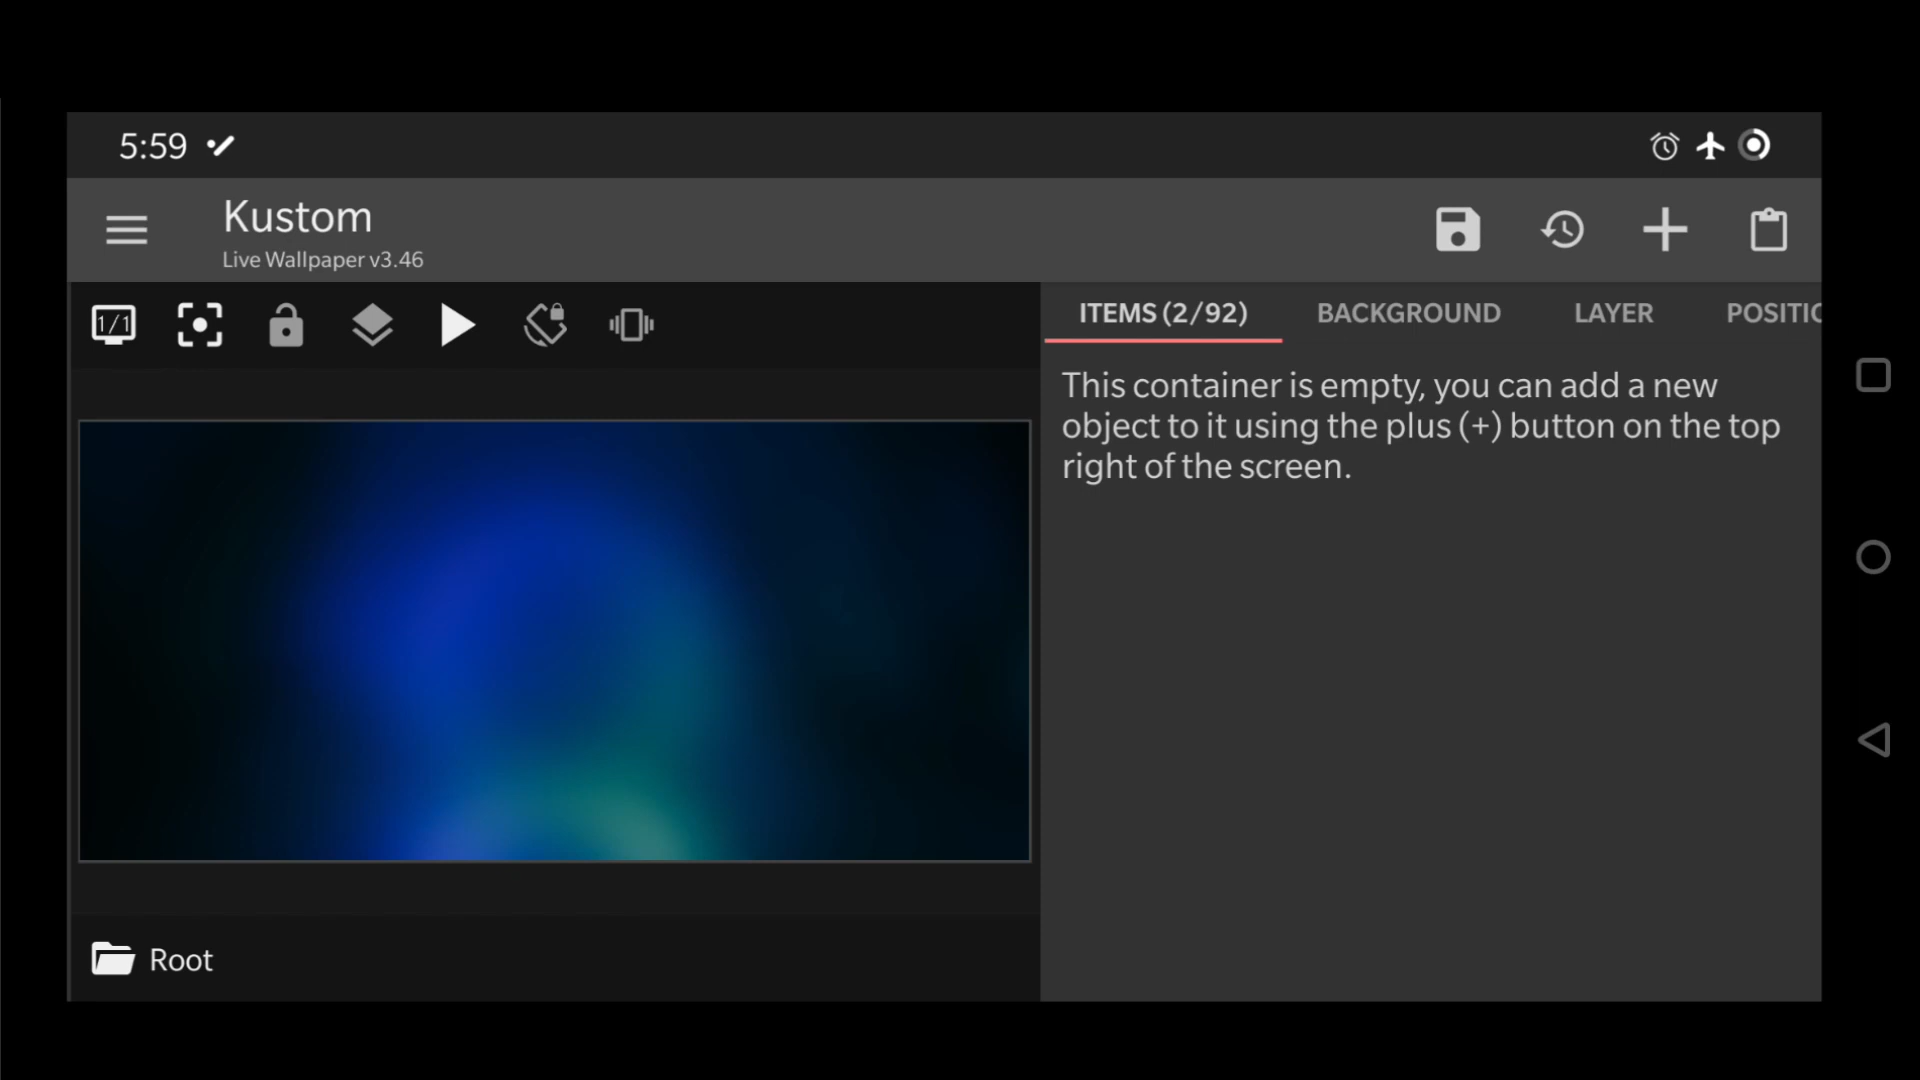 5:59
Kustom
Live Wallpaper v3.46
1/1
ITEMS (2/92) BACKGROUND LAYER POSITIC
This container is empty, you can add a new
object to it using the plus (+) button on the top
right of the screen.
Root